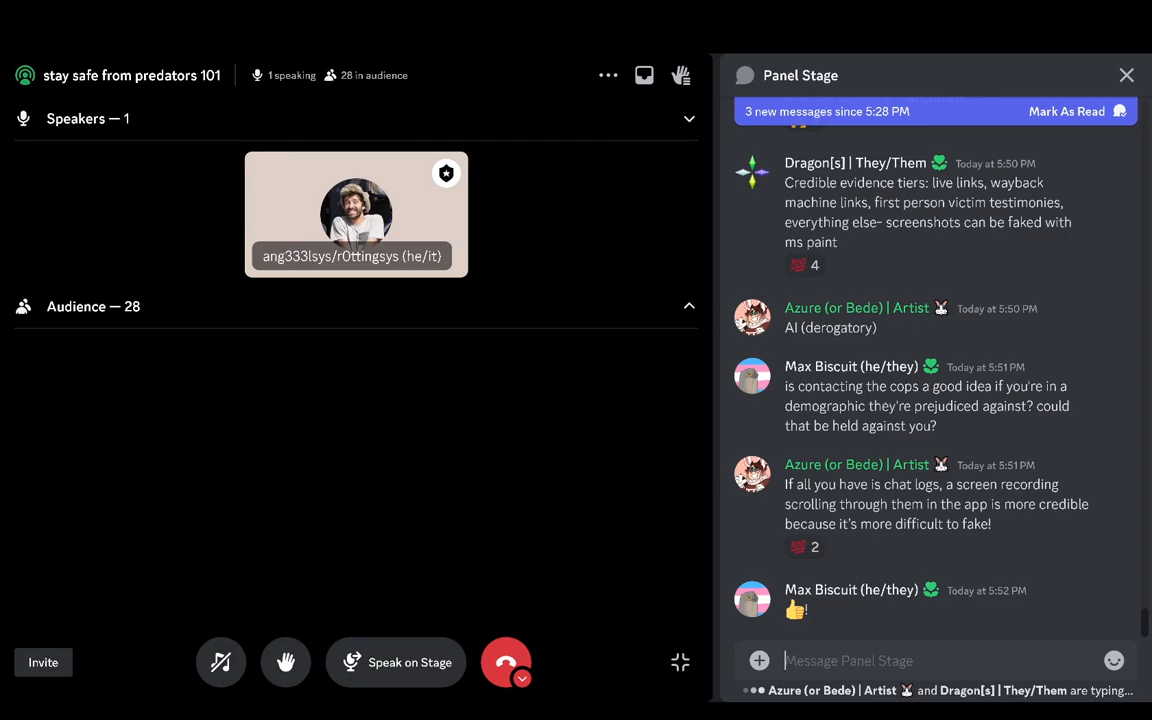 stay safe from predators 101
1 speaking
28 in audience
Speakers — 1
ang333lsys/r0ttingsys (he/it)
Audience — 28
Invite
Speak on Stage
Panel Stage
3 new messages since 5:28 PM
Mark As Read
Dragon[s] | They/Them Today at 5:50 PM
Credible evidence tiers: live links, wayback
machine links, first person victim testimonies,
everything else- screenshots can be faked with
ms paint
💯 4
Azure (or Bede) | Artist Today at 5:50 PM
AI (derogatory)
Max Biscuit (he/they) Today at 5:51 PM
is contacting the cops a good idea if you're in a
demographic they're prejudiced against? could
that be held against you?
Azure (or Bede) | Artist Today at 5:51 PM
If all you have is chat logs, a screen recording
scrolling through them in the app is more credible
because it's more difficult to fake!
💯 2
Max Biscuit (he/they) Today at 5:52 PM
👍!
Message Panel Stage
Azure (or Bede) | Artist and Dragon[s] | They/Them are typing...